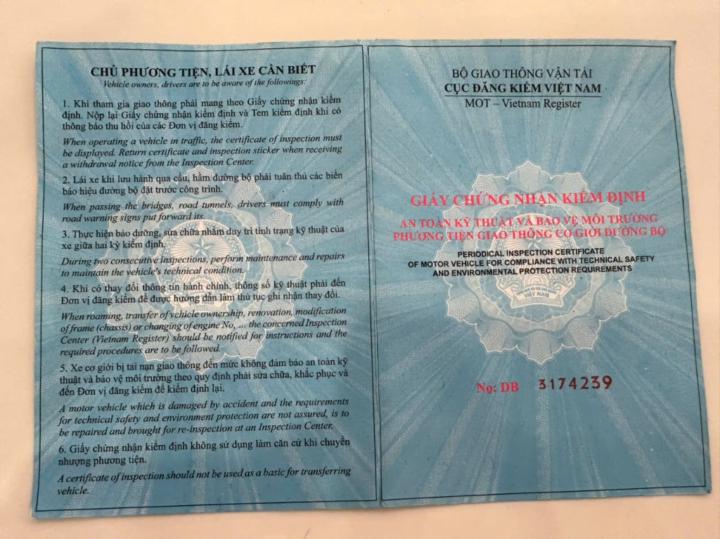 CHỦ PHƯƠNG TIỆN, LÁI XE CẦN BIẾT
Vehicle owners, drivers are to be aware of the followings:
1. Khi tham gia giao thông phải mang theo Giấy chứng nhận kiểm
định. Nộp lại Giấy chứng nhận kiểm định và Tem kiểm định khi có
thông báo thu hồi của các Đơn vị đăng kiểm.
When operating a vehicle in traffic, the certificate of inspection must
be displayed. Return certificate and inspection sticker when receiving
a withdrawal notice from the Inspection Center.
2. Lái xe khi lưu hành qua cầu, hầm đường bộ phải tuân thủ các biển
báo hiệu đường bộ đặt trước công trình.
When passing the bridges, road tunnels, drivers must comply with
road warning signs put forward its.
3. Thực hiện bảo dưỡng, sửa chữa nhằm duy trì tình trạng kỹ thuật của
xe giữa hai kỳ kiểm định.
During two consecutive inspections, perform maintenance and repairs
to maintain the vehicle's technical condition.
4. Khi có thay đổi thông tin hành chính, thông số kỹ thuật phải đến
Đơn vị đăng kiểm để được hướng dẫn làm thủ tục ghi nhận thay đổi.
When roaming, transfer of vehicle ownership, renovation, modification
of frame (chassis) or changing of engine No, ... the concerned Inspection
Center (Vietnam Register) should be notified for instructions and the
required procedures are to be followed.
5. Xe cơ giới bị tai nạn giao thông đến mức không đảm bảo an toàn kỹ
thuật và bảo vệ môi trường theo quy định phải sửa chữa, khắc phục và
đến Đơn vị đăng kiểm để kiểm định lại.
A motor vehicle which is damaged by accident and the requirements
for technical safety and environment protection are not assured, is to
be repaired and brought for re-inspection at an Inspection Center.
6. Giấy chứng nhận kiểm định không sử dụng làm căn cứ khi chuyển
nhượng phương tiện.
A certificate of inspection should not be used as a basic for transferring
vehicle.
BỘ GIAO THÔNG VẬN TẢI
CỤC ĐĂNG KIỂM VIỆT NAM
MOT – Vietnam Register
GIẤY CHỨNG NHẬN KIỂM ĐỊNH
AN TOÀN KỸ THUẬT VÀ BẢO VỆ MÔI TRƯỜNG
PHƯƠNG TIỆN GIAO THÔNG CƠ GIỚI ĐƯỜNG BỘ
PERIODICAL INSPECTION CERTIFICATE
OF MOTOR VEHICLE FOR COMPLIANCE WITH TECHNICAL SAFETY
AND ENVIRONMENTAL PROTECTION REQUIREMENTS
VIỆT NAM
No: DB 3174239